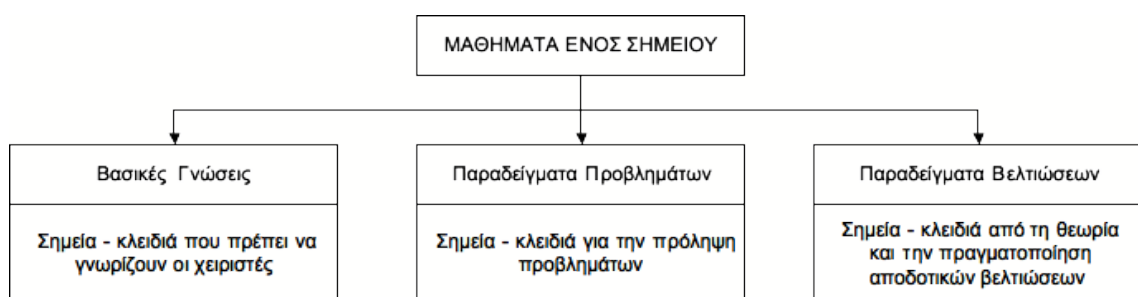 ΜΑΘΗΜΑΤΑ ΕΝΟΣ ΣΗΜΕΙΟΥ
Βασικές Γνώσεις
Σημεία - κλειδιά που πρέπει να
γνωρίζουν οι χειριστές
Παραδείγματα Προβλημάτων
Σημεία - κλειδιά για την πρόληψη
προβλημάτων
Παραδείγματα Βελτιώσεων
Σημεία - κλειδιά από τη θεωρία
και την πραγματοποίηση
αποδοτικών βελτιώσεων